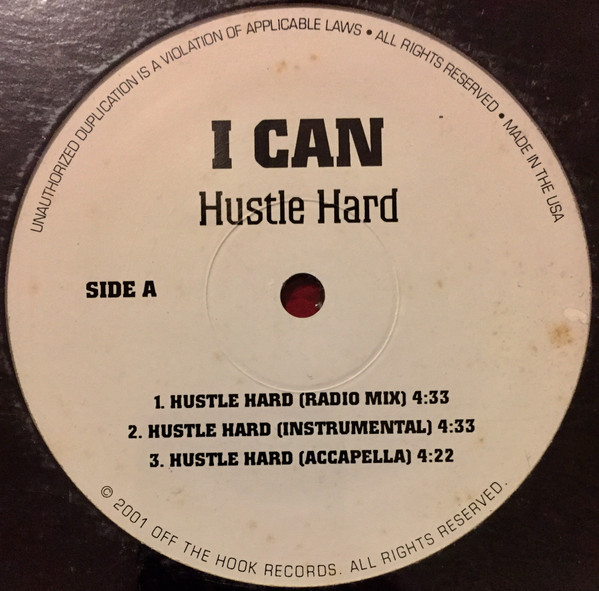 UNAUTHORIZED DUPLICATION IS A VIOLATION OF APPLICABLE LAWS • ALL RIGHTS RESERVED • MADE IN THE USA
I CAN
Hustle Hard
SIDE A
1. HUSTLE HARD (RADIO MIX) 4:33
2. HUSTLE HARD (INSTRUMENTAL) 4:33
3. HUSTLE HARD (ACCAPELLA) 4:22
© 2001 OFF THE HOOK RECORDS. ALL RIGHTS RESERVED.